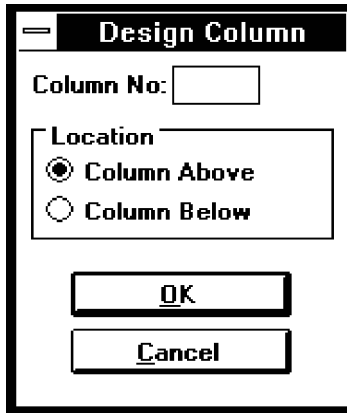 Design Column
Column No:
Location
Column Above
Column Below
OK
Cancel